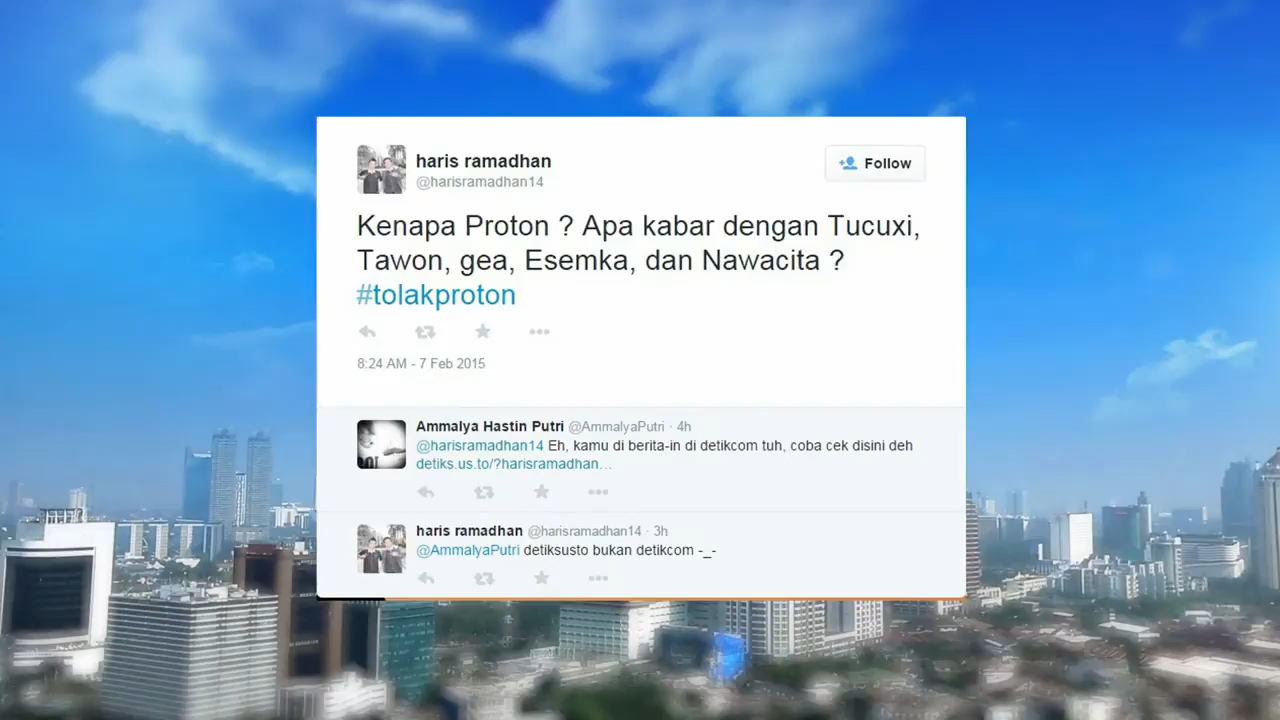 haris ramadhan
@harisramadhan14
Follow
Kenapa Proton ? Apa kabar dengan Tucuxi,
Tawon, gea, Esemka, dan Nawacita ?
#tolakproton
8:24 AM - 7 Feb 2015
Ammalya Hastin Putri @AmmalyaPutri · 4h
@harisramadhan14 Eh, kamu di berita-in di detikcom tuh, coba cek disini deh
detiks.us.to/?harisramadhan…
haris ramadhan @harisramadhan14 · 3h
@AmmalyaPutri detiksusto bukan detikcom -_-